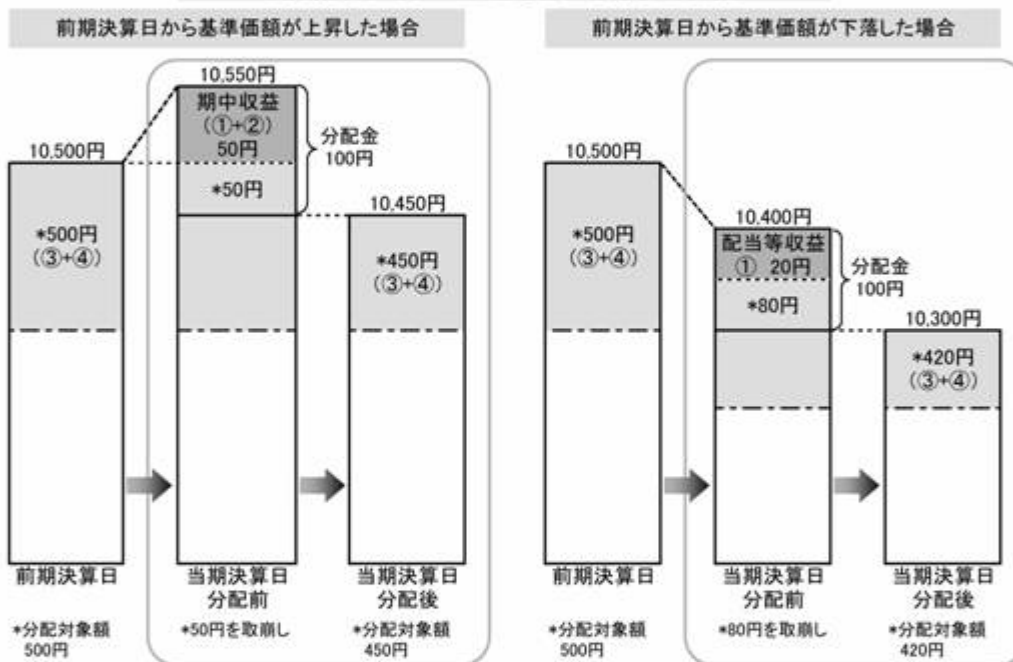 前期決算日から基準価額が上昇した場合
10,550円
期中収益
(①+②)
50円
*50円
分配金
100円
10,500円
*500円
(③+④)
10,450円
*450円
(③+④)
前期決算日
当期決算日
分配前
当期決算日
分配後
*分配対象額
500円
*50円を取崩し
*分配対象額
450円
前期決算日から基準価額が下落した場合
10,500円
*500円
(③+④)
10,400円
配当等収益
① 20円
*80円
分配金
100円
10,300円
*420円
(③+④)
前期決算日
当期決算日
分配前
当期決算日
分配後
*分配対象額
500円
*80円を取崩し
*分配対象額
420円